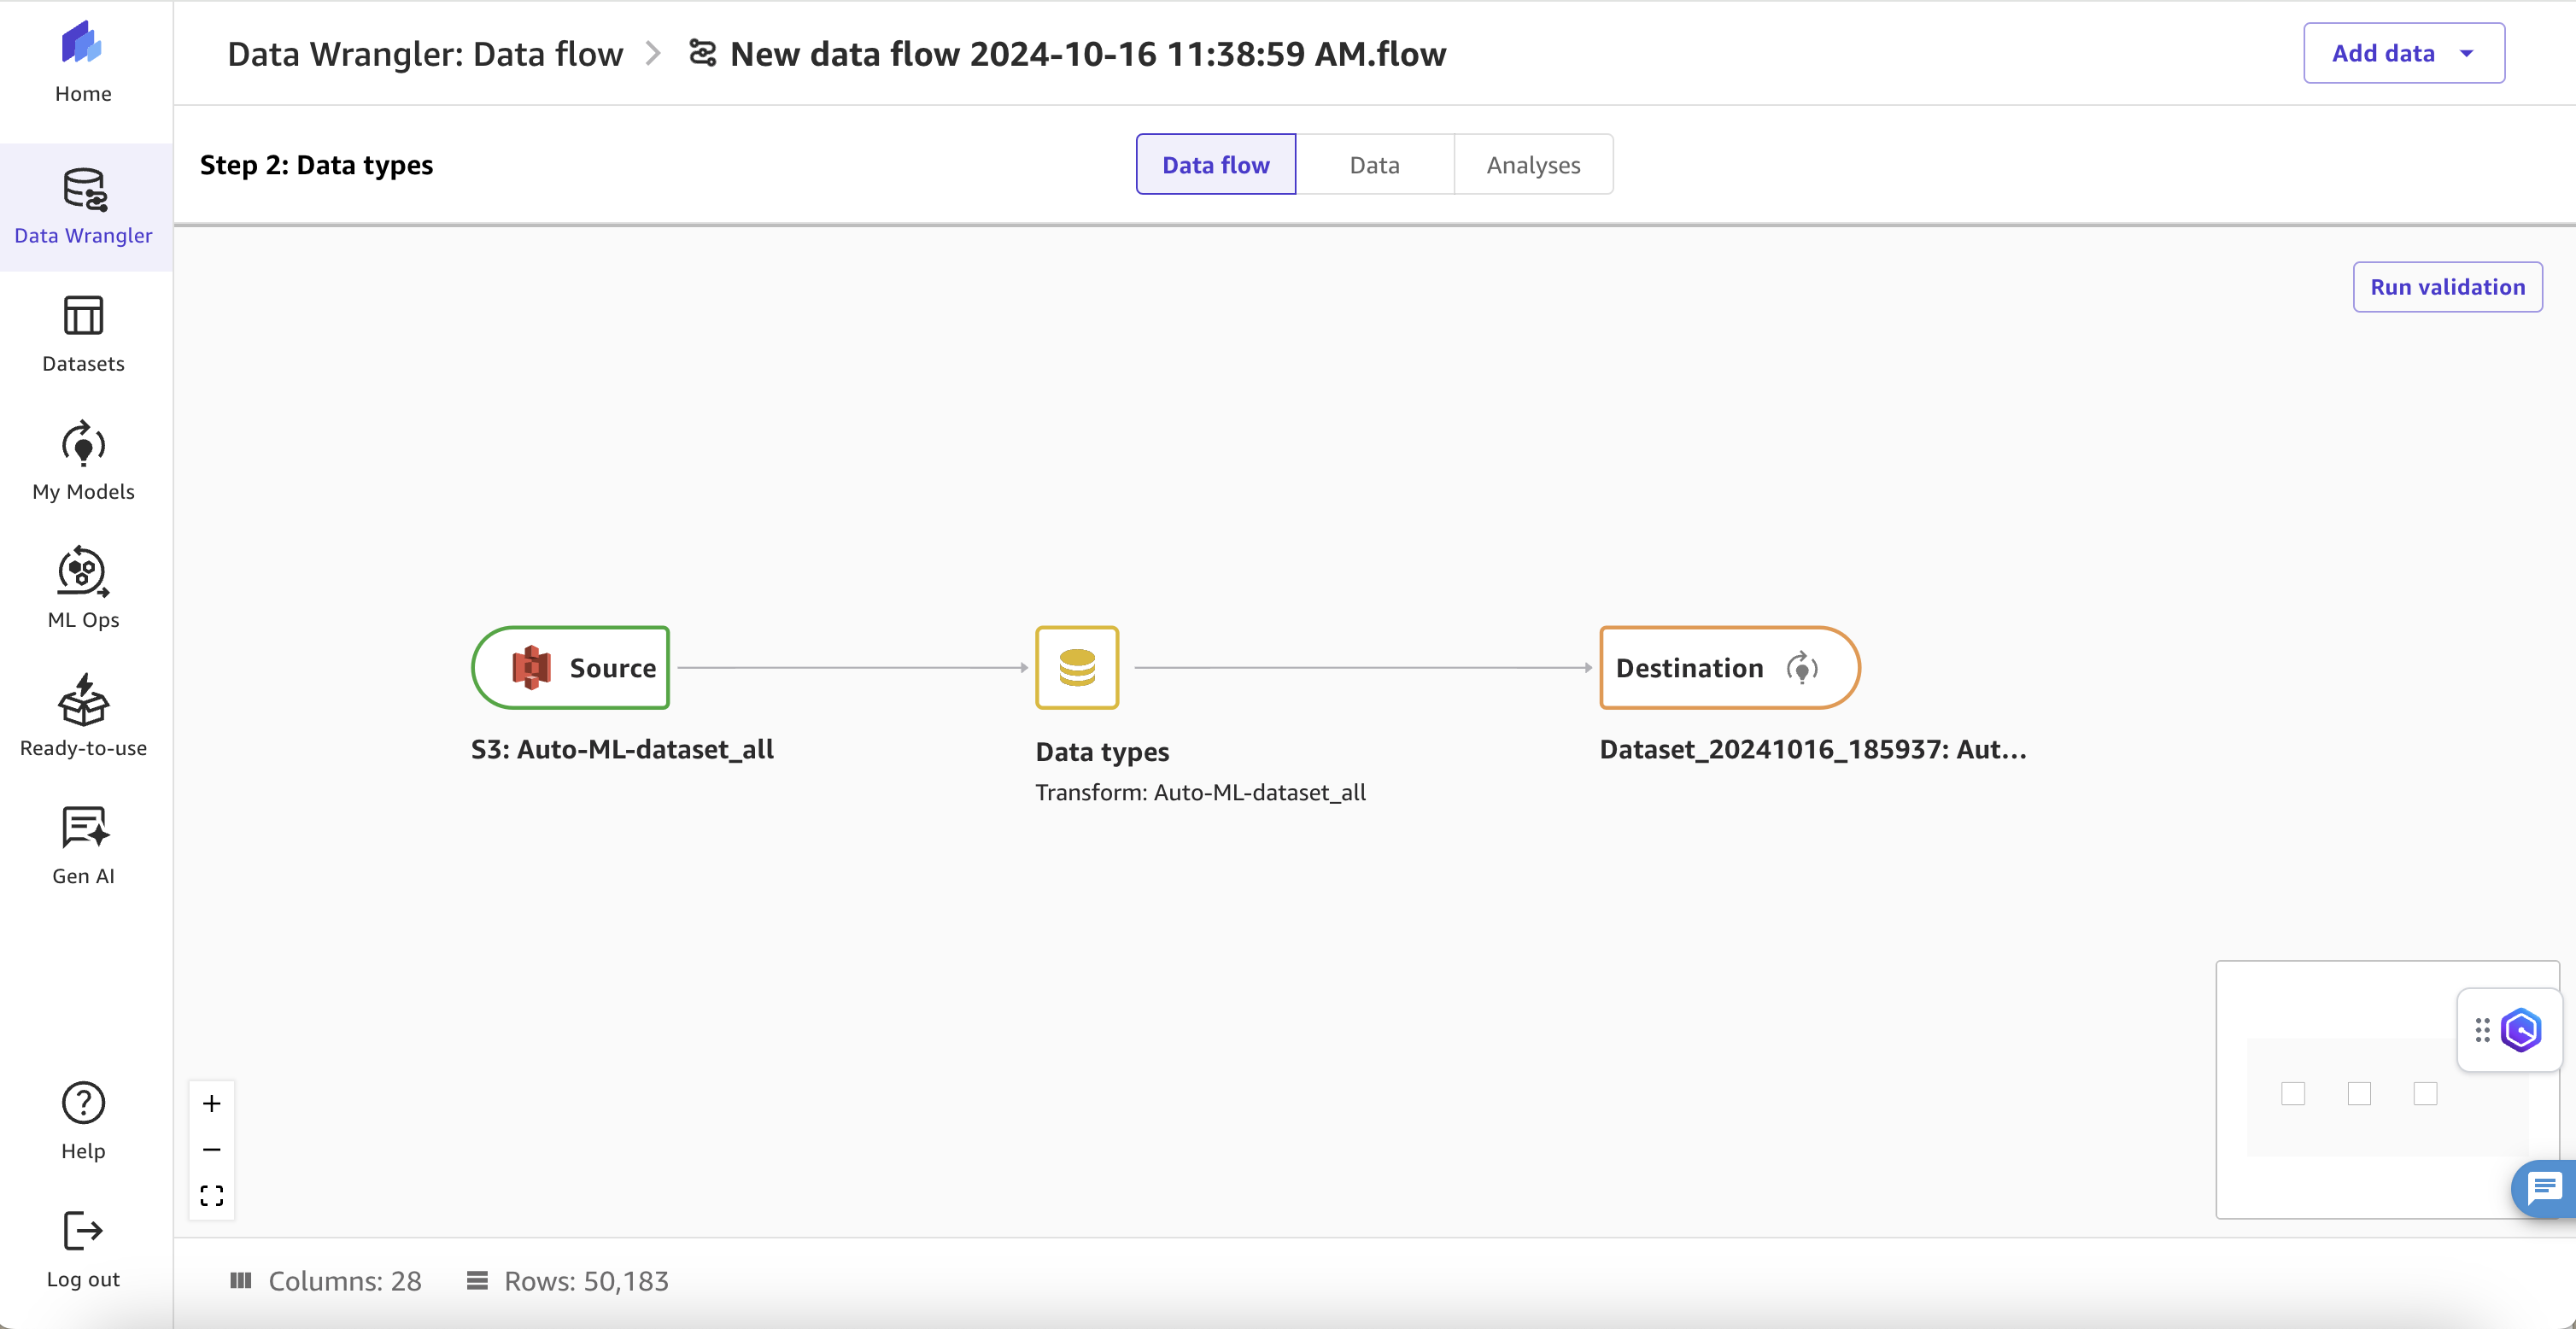 Home
Data Wrangler
Datasets
My Models
ML Ops
Ready-to-use
Gen AI
Help
Log out
Data Wrangler: Data flow > New data flow 2024-10-16 11:38:59 AM.flow
Add data
Step 2: Data types
Data flow
Data
Analyses
Run validation
Source
S3: Auto-ML-dataset_all
Data types
Transform: Auto-ML-dataset_all
Destination
Dataset_20241016_185937: Aut...
Columns: 28
Rows: 50,183